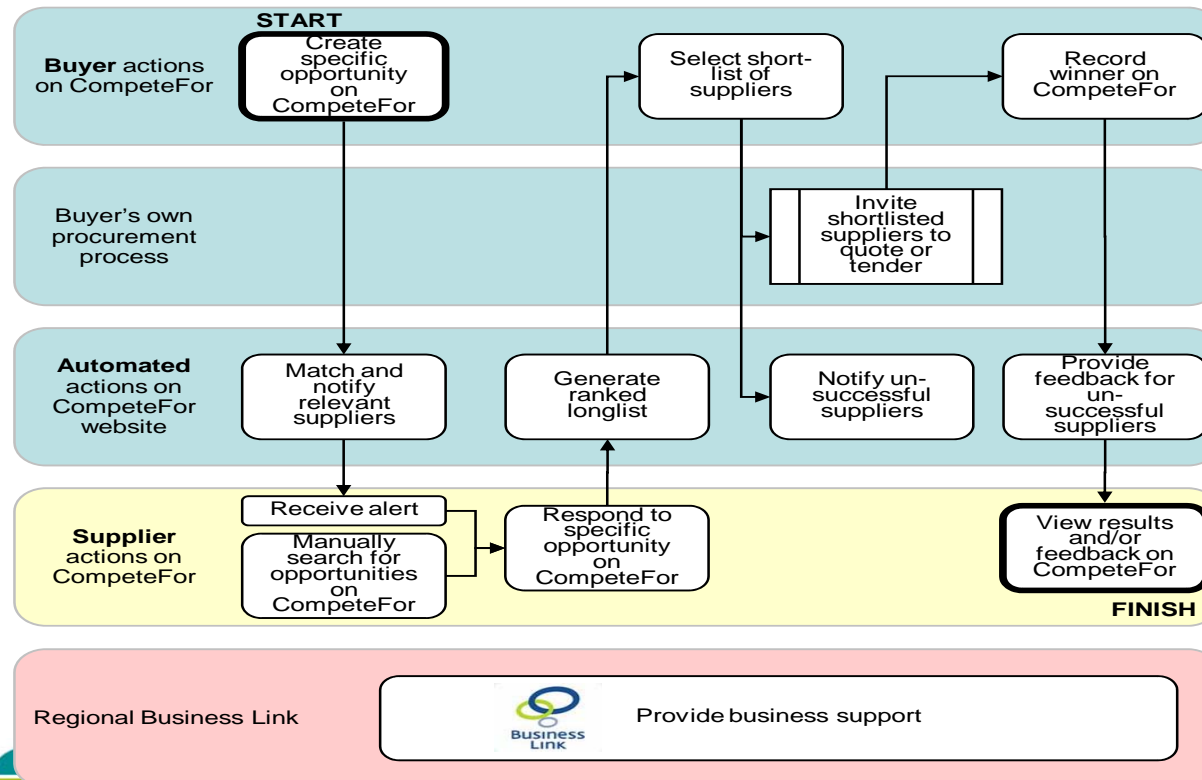 START
Buyer actions
on CompeteFor
Create
specific
opportunity
on
CompeteFor
Select short-
list of
suppliers
Record
winner on
CompeteFor
Buyer's own
procurement
process
Invite
shortlisted
suppliers to
quote or
tender
Automated
actions on
CompeteFor
website
Match and
notify
relevant
suppliers
Generate
ranked
longlist
Notify un-
successful
suppliers
Provide
feedback for
un-
successful
suppliers
Supplier
actions on
CompeteFor
Receive alert
Manually
search for
opportunities
on
CompeteFor
Respond to
specific
opportunity
on
CompeteFor
View results
and/or
feedback on
CompeteFor
FINISH
Regional Business Link
Business
Link
Provide business support